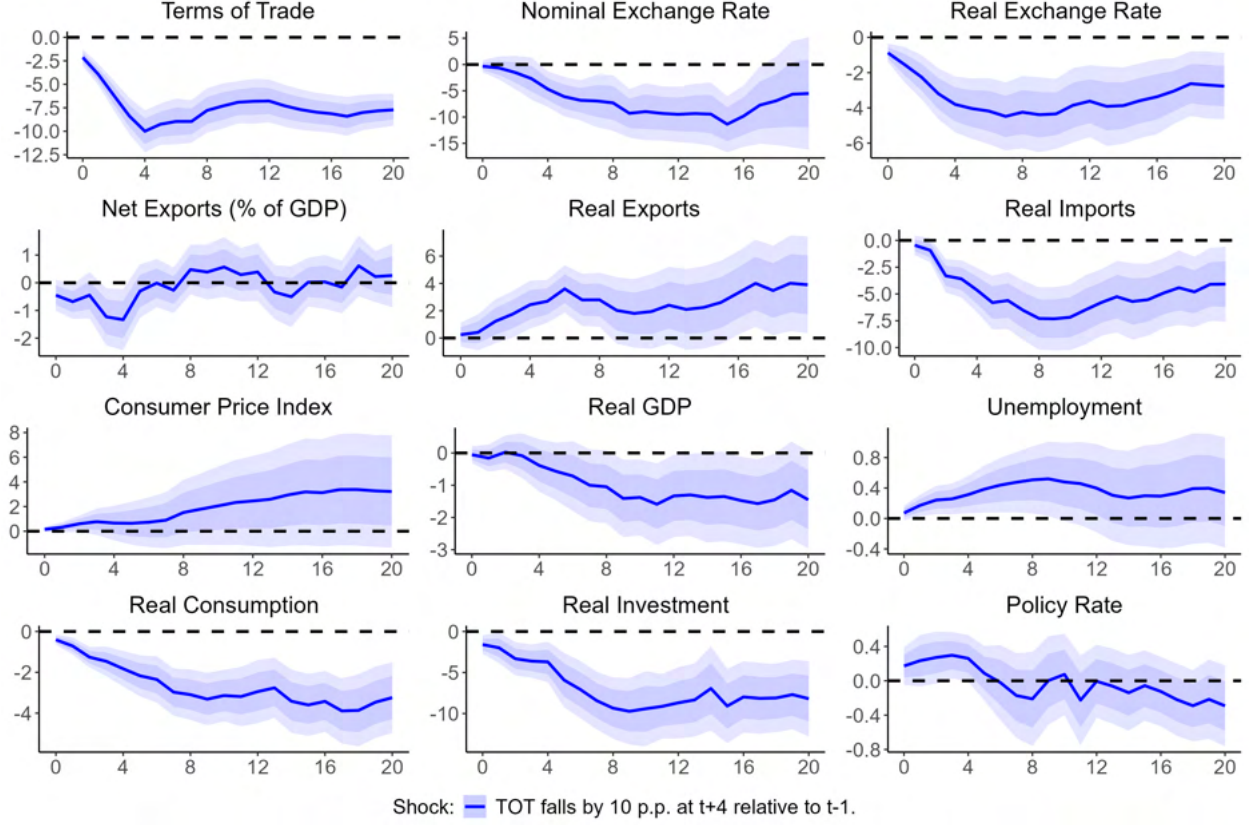 Terms of Trade
0.0
-2.5
-5.0
-7.5
-10.0
-12.5
0 4 8 12 16 20
Nominal Exchange Rate
5
0
-5
-10
-15
0 4 8 12 16 20
Real Exchange Rate
0
-2
-4
-6
0 4 8 12 16 20
Net Exports (% of GDP)
1
0
-1
-2
0 4 8 12 16 20
Real Exports
6
4
2
0
0 4 8 12 16 20
Real Imports
0.0
-2.5
-5.0
-7.5
-10.0
0 4 8 12 16 20
Consumer Price Index
8
6
4
2
0
0 4 8 12 16 20
Real GDP
0
-1
-2
-3
0 4 8 12 16 20
Unemployment
0.8
0.4
0.0
-0.4
0 4 8 12 16 20
Real Consumption
0
-2
-4
0 4 8 12 16 20
Real Investment
0
-5
-10
0 4 8 12 16 20
Policy Rate
0.4
0.0
-0.4
-0.8
0 4 8 12 16 20
Shock: TOT falls by 10 p.p. at t+4 relative to t-1.